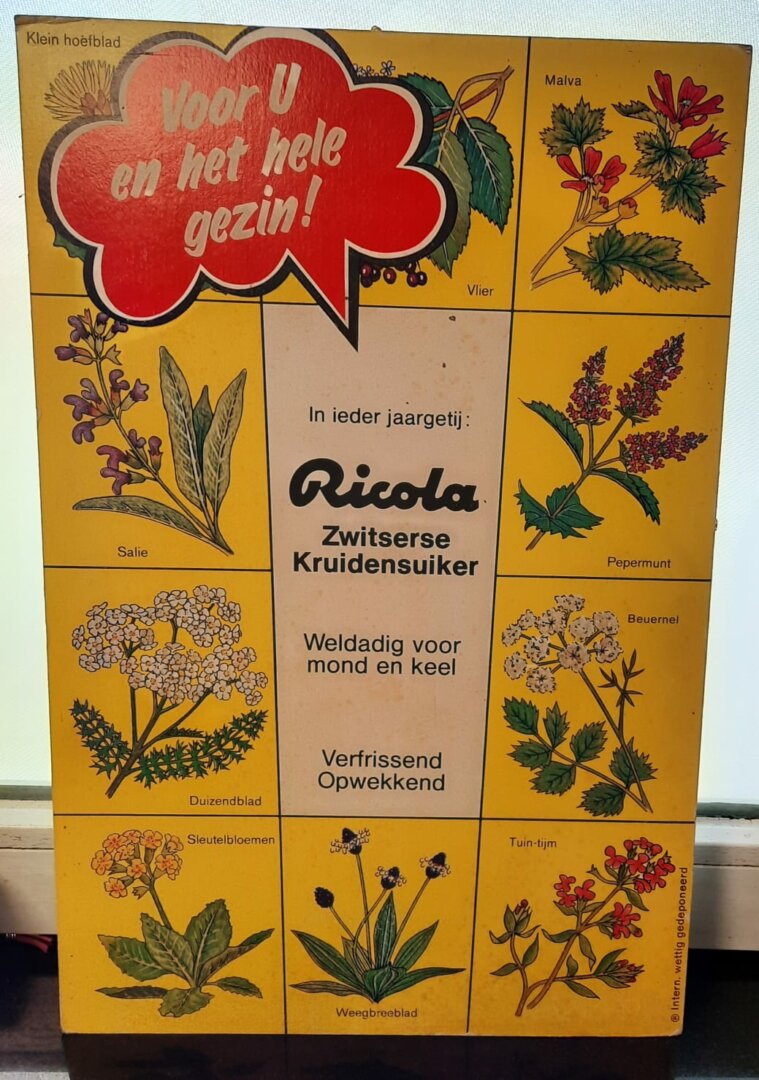 Klein hoefblad
Voor U
en het hele
gezin!
Vlier
Malva
Salie
In ieder jaargetij:
Ricola
Zwitserse
Kruidensuiker
Pepermunt
Weldadig voor
mond en keel
Beuernel
Duizendblad
Verfrissend
Opwekkend
Sleutelbloemen
Weegbreeblad
Tuin-tijm
® Intern. wettig gedeponeerd